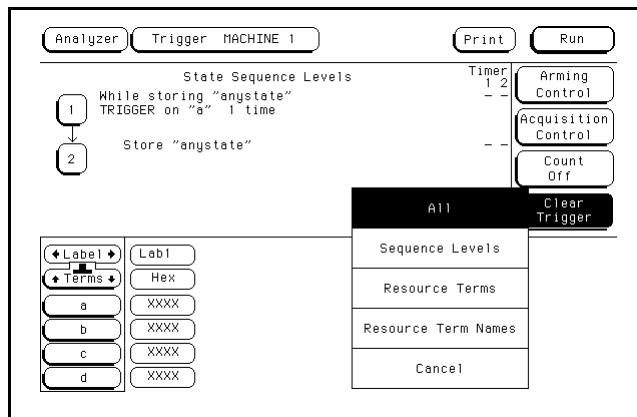 Analyzer Trigger MACHINE 1 Print Run
State Sequence Levels Timer
1 2
While storing "anystate" - -
1
TRIGGER on "a" 1 time
2
Store "anystate" - -
Arming
Control
Acquisition
Control
Count
Off
Clear
Trigger
All
Sequence Levels
Resource Terms
Resource Term Names
Cancel
Label Lab1
Terms Hex
a XXXX
b XXXX
c XXXX
d XXXX